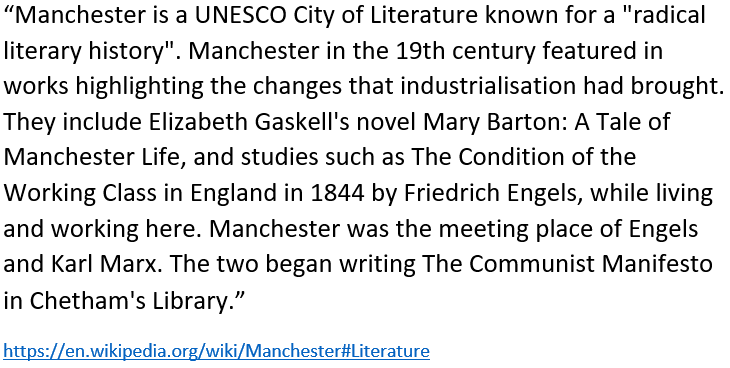 “Manchester is a UNESCO City of Literature known for a "radical
literary history". Manchester in the 19th century featured in
works highlighting the changes that industrialisation had brought.
They include Elizabeth Gaskell's novel Mary Barton: A Tale of
Manchester Life, and studies such as The Condition of the
Working Class in England in 1844 by Friedrich Engels, while living
and working here. Manchester was the meeting place of Engels
and Karl Marx. The two began writing The Communist Manifesto
in Chetham's Library.”
https://en.wikipedia.org/wiki/Manchester#Literature